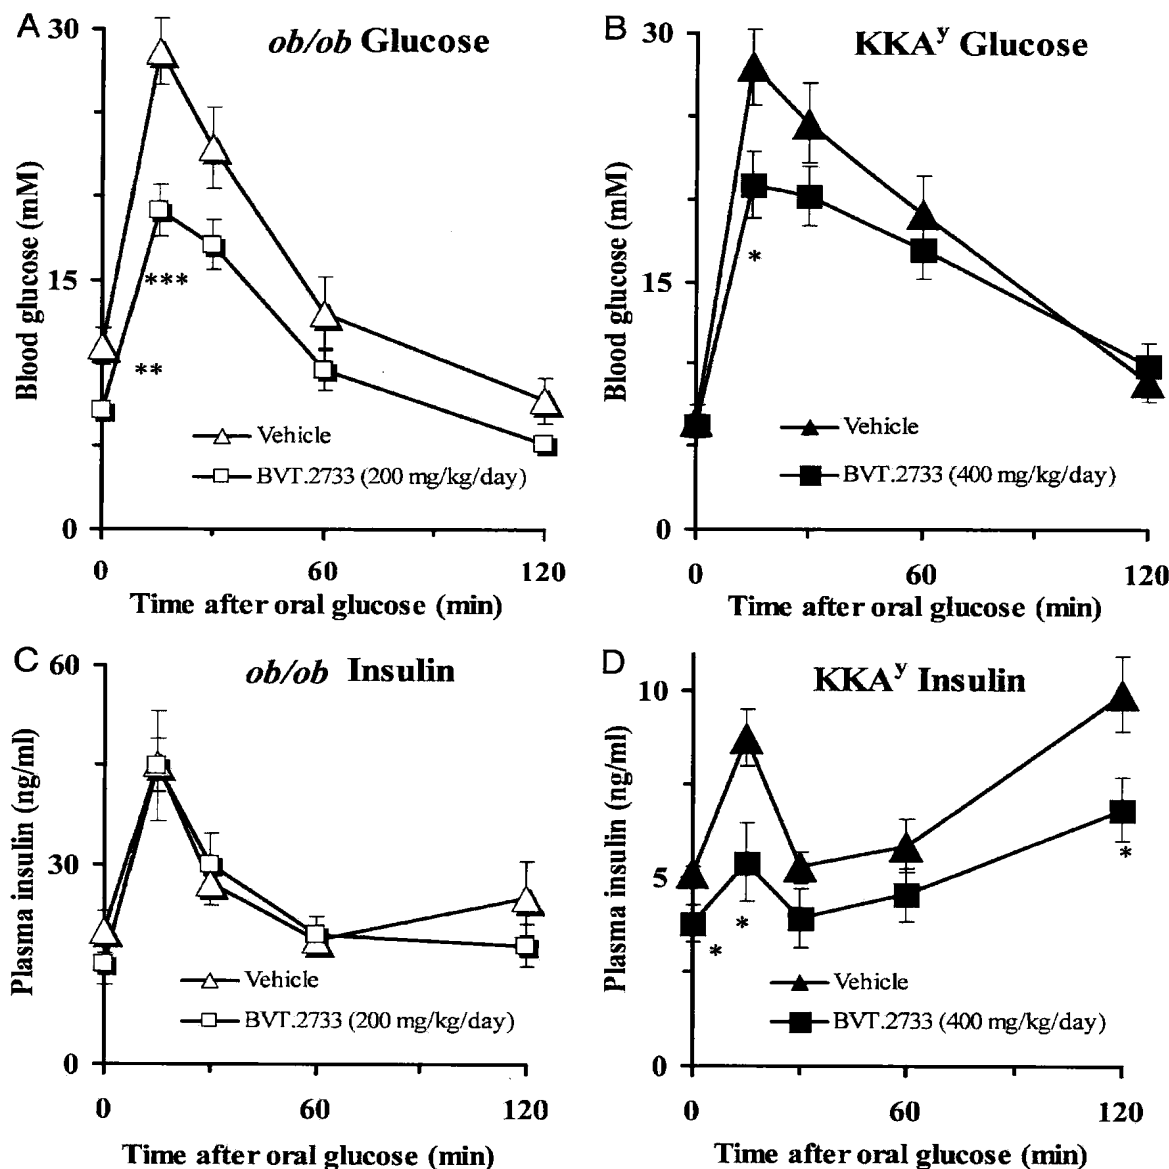 A
ob/ob Glucose
30
15
0
Blood glucose (mM)
***
**
Vehicle
BVT.2733 (200 mg/kg/day)
0
60
120
Time after oral glucose (min)
B
KKAʸ Glucose
30
15
0
Blood glucose (mM)
*
Vehicle
BVT.2733 (400 mg/kg/day)
0
60
120
Time after oral glucose (min)
C
ob/ob Insulin
60
30
0
Plasma insulin (ng/ml)
Vehicle
BVT.2733 (200 mg/kg/day)
0
60
120
Time after oral glucose (min)
D
KKAʸ Insulin
10
5
0
Plasma insulin (ng/ml)
*
*
*
Vehicle
BVT.2733 (400 mg/kg/day)
0
60
120
Time after oral glucose (min)